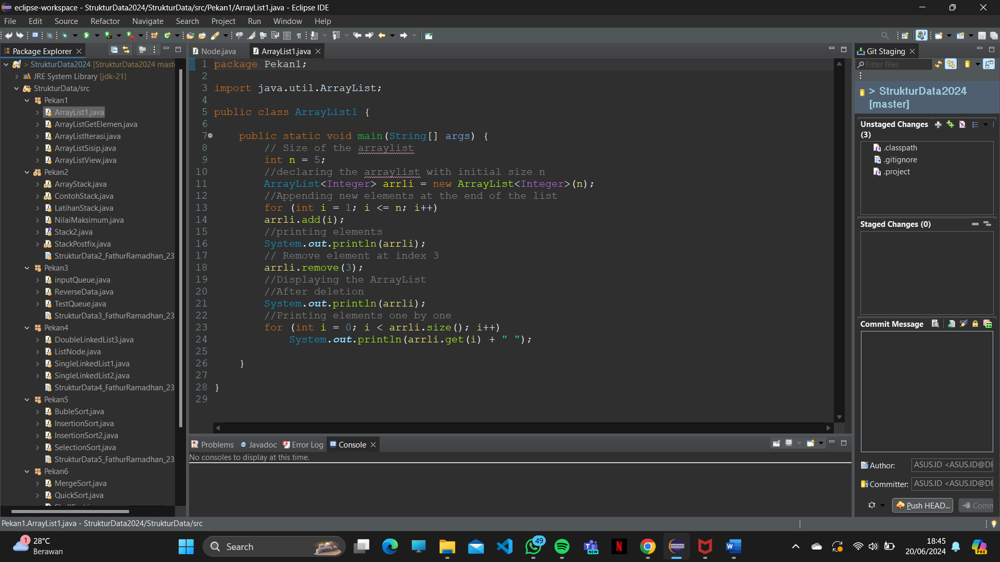 eclipse-workspace - StrukturData2024/StrukturData/src/Pekan1/ArrayList1.java - Eclipse IDE
File Edit Source Refactor Navigate Search Project Run Window Help
Package Explorer
> StrukturData2024 [StrukturData2024 mast
JRE System Library [jdk-21]
StrukturData/src
Pekan1
ArrayList1.java
ArrayListGetElemen.java
ArrayListIterasi.java
ArrayListSisip.java
ArrayListView.java
Pekan2
ArrayStack.java
ContohStack.java
LatihanStack.java
NilaiMaksimum.java
Stack2.java
StackPostfix.java
StrukturData2_FathurRamadhan_23
Pekan3
inputQueue.java
ReverseData.java
TestQueue.java
StrukturData3_FathurRamadhan_23
Pekan4
DoubleLinkedList3.java
ListNode.java
SingleLinkedList1.java
SingleLinkedList2.java
StrukturData4_FathurRamadhan_23
Pekan5
BubleSort.java
InsertionSort.java
InsertionSort2.java
SelectionSort.java
StrukturData5_FathurRamadhan_23
Pekan6
MergeSort.java
QuickSort.java
Node.java
ArrayList1.java
1 package Pekan1;
2
3 import java.util.ArrayList;
4
5 public class ArrayList1 {
6
7 public static void main(String[] args) {
8 // Size of the arraylist
9 int n = 5;
10 //declaring the arraylist with initial size n
11 ArrayList<Integer> arrli = new ArrayList<Integer>(n);
12 //Appending new elements at the end of the list
13 for (int i = 1; i <= n; i++)
14 arrli.add(i);
15 //printing elements
16 System.out.println(arrli);
17 // Remove element at index 3
18 arrli.remove(3);
19 //Displaying the ArrayList
20 //After deletion
21 System.out.println(arrli);
22 //Printing elements one by one
23 for (int i = 0; i < arrli.size(); i++)
24 System.out.println(arrli.get(i) + " ");
25
26 }
27
28 }
29
Problems Javadoc Error Log Console
No consoles to display at this time.
Git Staging
Filter files
> StrukturData2024
[master]
Unstaged Changes
(3)
.classpath
.gitignore
.project
Staged Changes (0)
Commit Message
Author: ASUS.ID <ASUS.ID@DE
Committer: ASUS.ID <ASUS.ID@DE
Push HEAD...
Comm
Pekan1.ArrayList1.java - StrukturData2024/StrukturData/src
1
28°C
Berawan
Search
49
NEW
18:45
20/06/2024
PRE